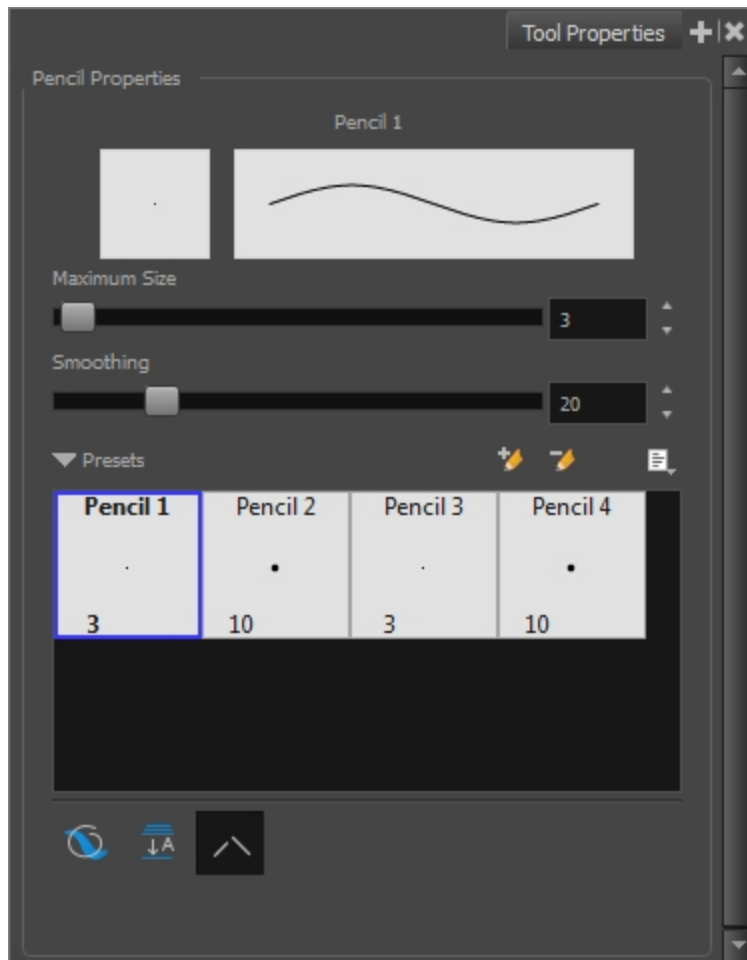 Tool Properties
Pencil Properties
Pencil 1
Maximum Size
3
Smoothing
20
Presets
Pencil 1 Pencil 2 Pencil 3 Pencil 4
3 10 3 10
A